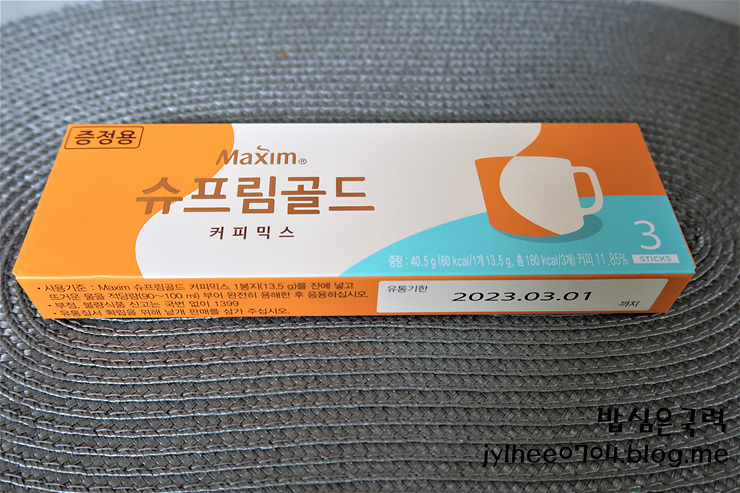 증정용
Maxim®
슈프림골드
커피믹스
중량 : 40.5 g (60 kcal/1개 13.5 g, 총 180 kcal/3개) 커피 11.85%
3
STICKS
• 사용기준 : Maxim 슈프림골드 커피믹스 1봉지(13.5 g)를 잔에 넣고
뜨거운 물을 적당량(90~100 ml) 부어 완전히 용해한 후 음용하십시오.
• 부정, 불량식품 신고는 국번 없이 1399
• 유통질서 확립을 위해 낱개 판매를 삼가 주십시오.
유통기한
2023.03.01
까지
밥심은국력
jylhee0704.blog.me